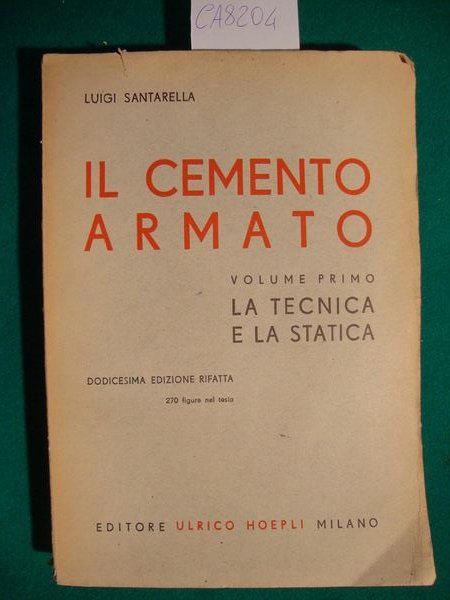 CA8204
LUIGI SANTARELLA
IL CEMENTO
ARMATO
VOLUME PRIMO
LA TECNICA
E LA STATICA
DODICESIMA EDIZIONE RIFATTA
270 figure nel testo
EDITORE ULRICO HOEPLI MILANO